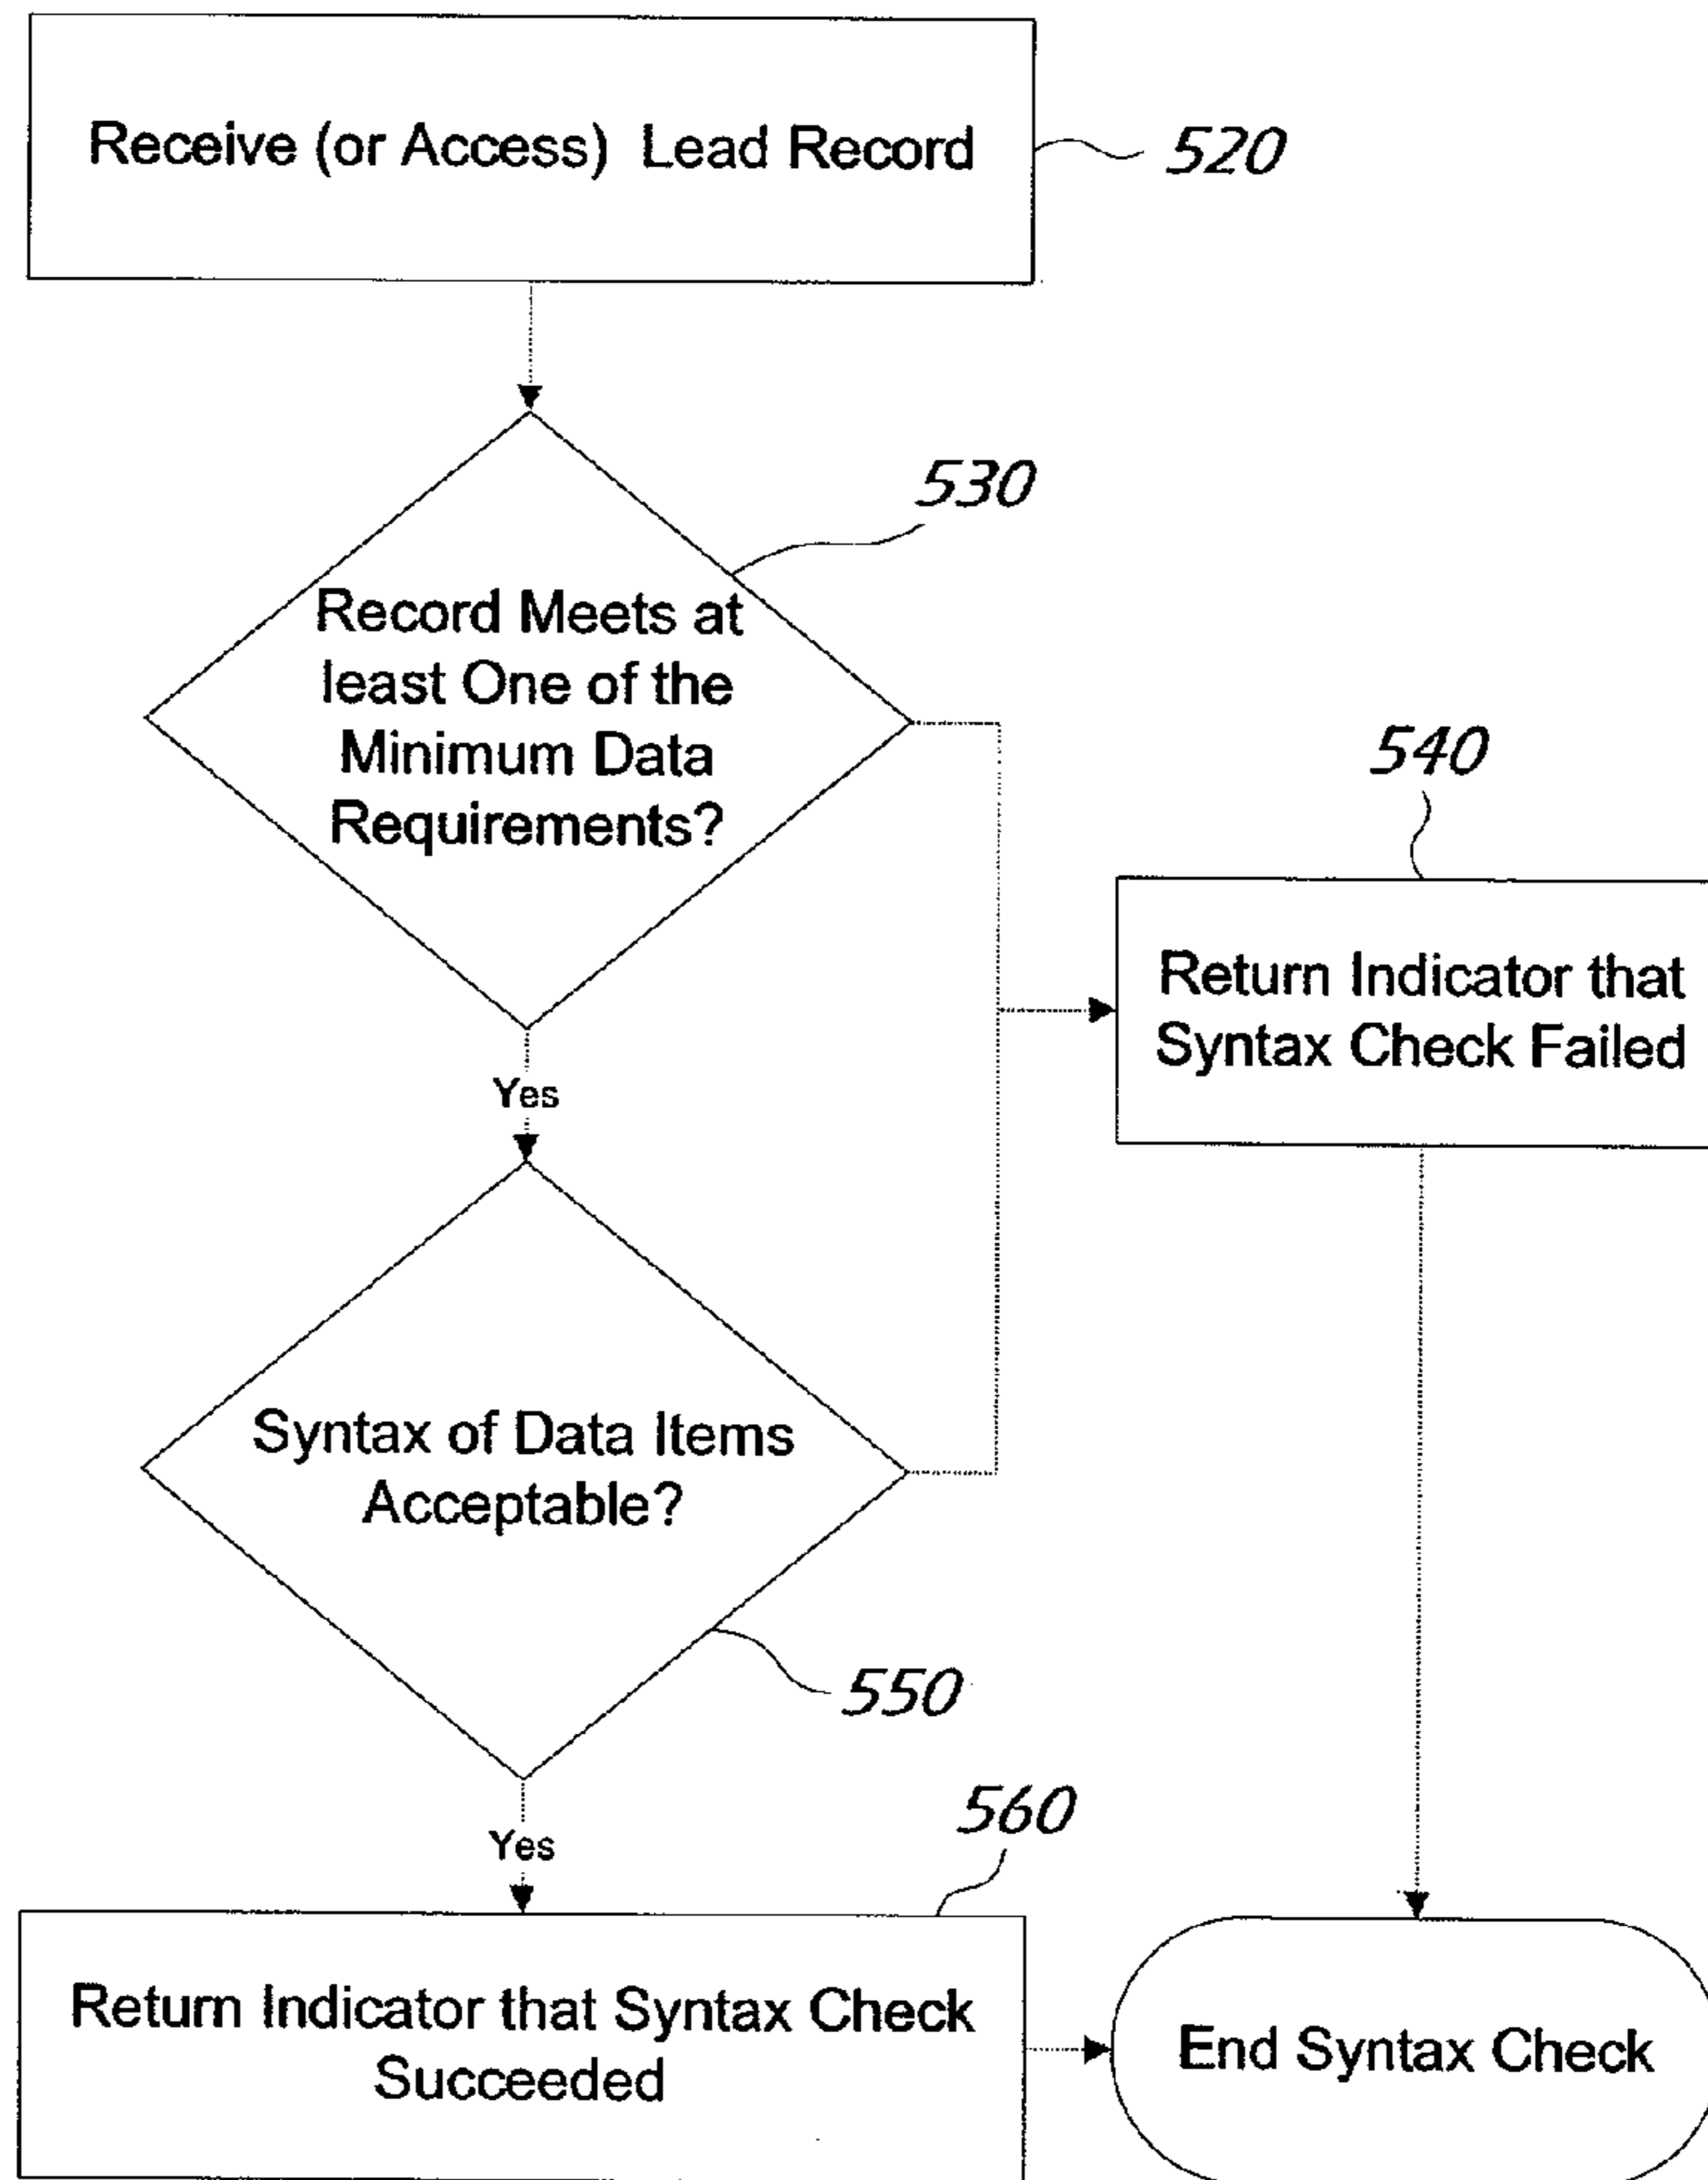 Receive (or Access) Lead Record
520
530
Record Meets at
least One of the
Minimum Data
Requirements?
540
Return Indicator that
Syntax Check Failed
Yes
Syntax of Data Items
Acceptable?
550
560
Yes
Return Indicator that Syntax Check
Succeeded
End Syntax Check